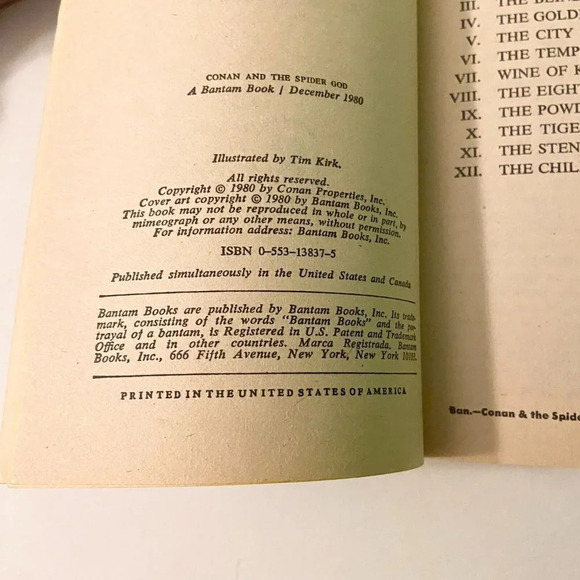 CONAN AND THE SPIDER GOD
A Bantam Book / December 1980
Illustrated by Tim Kirk.
All rights reserved.
Copyright © 1980 by Conan Properties, Inc.
Cover art copyright © 1980 by Bantam Books, Inc.
This book may not be reproduced in whole or in part, by
mimeograph or any other means, without permission.
For information address: Bantam Books, Inc.
ISBN 0-553-13837-5
Published simultaneously in the United States and Canada
Bantam Books are published by Bantam Books, Inc. Its trade-
mark, consisting of the words "Bantam Books" and the por-
trayal of a bantam, is Registered in U.S. Patent and Trademark
Office and in other countries. Marca Registrada. Bantam
Books, Inc., 666 Fifth Avenue, New York, New York 10103.
PRINTED IN THE UNITED STATES OF AMERICA
III. THE
IV. THE GOLD
V. THE CITY
VI. THE TEMP
VII. WINE OF K
VIII. THE EIGHT
IX. THE POWD
X. THE TIGE
XI. THE STEN
XII. THE CHIL
Ban.—Conan & the Spide